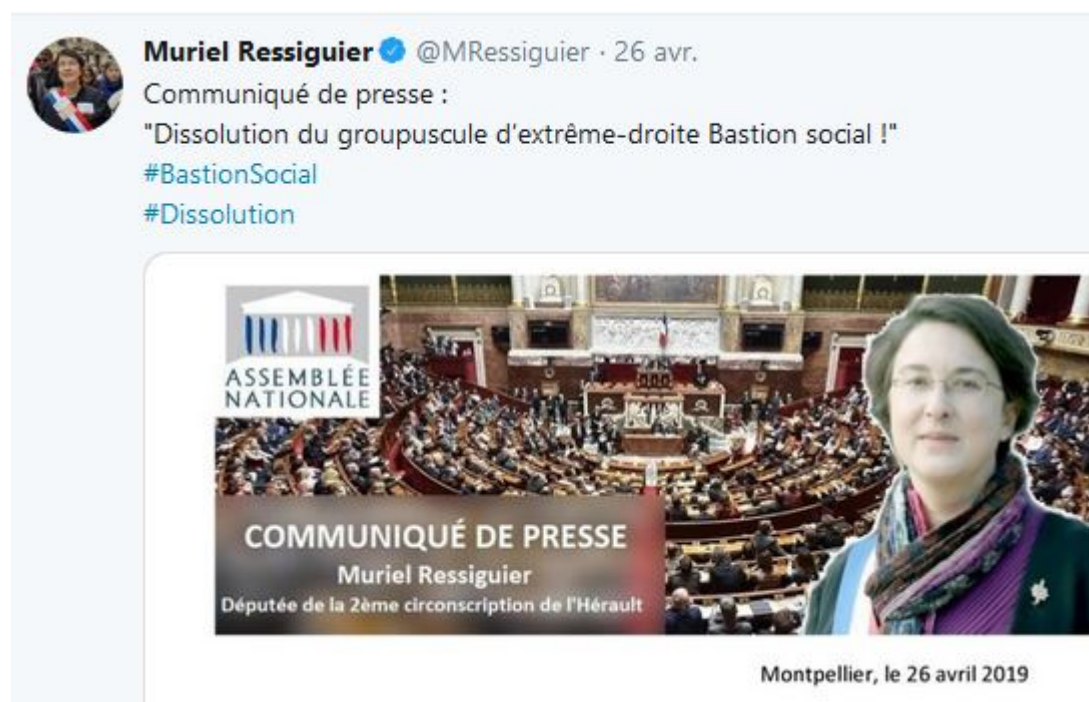 Muriel Ressiguier @MRessiguier · 26 avr.
Communiqué de presse :
"Dissolution du groupuscule d'extrême-droite Bastion social !"
#BastionSocial
#Dissolution
ASSEMBLÉE
NATIONALE
COMMUNIQUÉ DE PRESSE
Muriel Ressiguier
Députée de la 2ème circonscription de l'Hérault
Montpellier, le 26 avril 2019